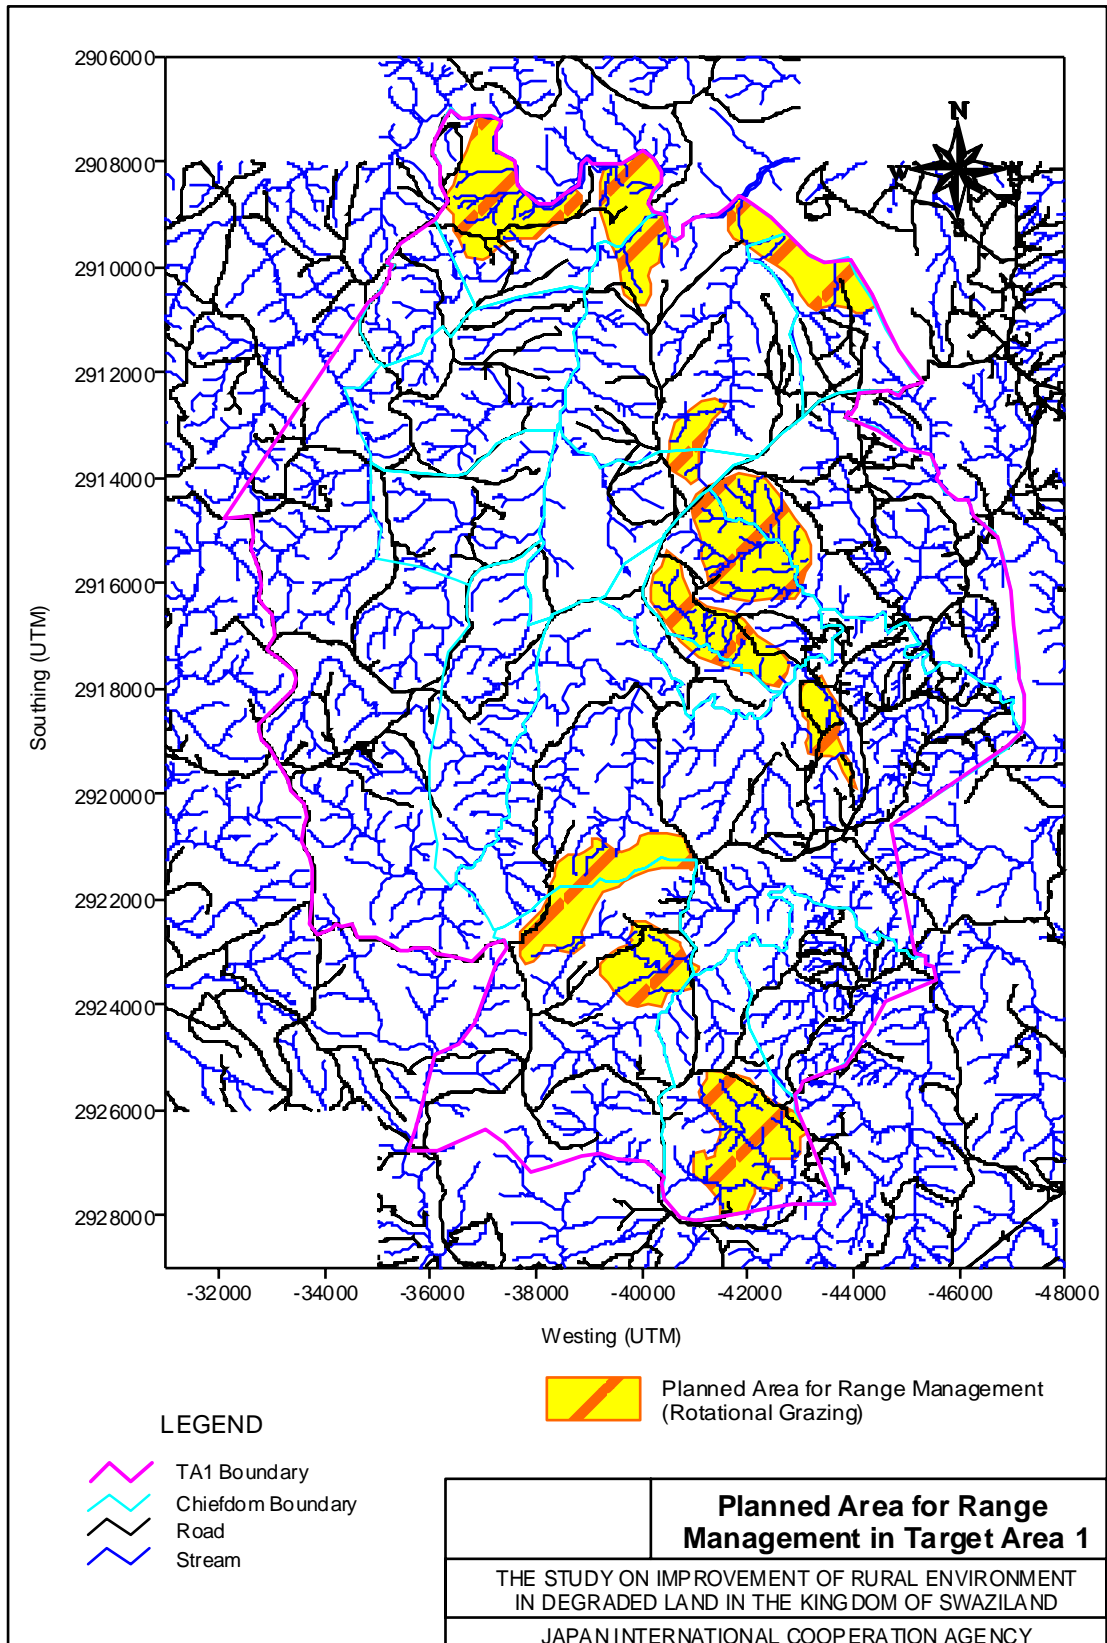 2906000
2908000
2910000
2912000
2914000
2916000
2918000
2920000
2922000
2924000
2926000
2928000
Southing (UTM)
N
W
-32000 -34000 -36000 -38000 -40000 -42000 -44000 -46000 -48000
Westing (UTM)
Planned Area for Range Management
(Rotational Grazing)
LEGEND
TA1 Boundary
Chiefdom Boundary
Road
Stream
Planned Area for Range
Management in Target Area 1
THE STUDY ON IMPROVEMENT OF RURAL ENVIRONMENT
IN DEGRADED LAND IN THE KINGDOM OF SWAZILAND
JAPAN INTERNATIONAL COOPERATION AGENCY